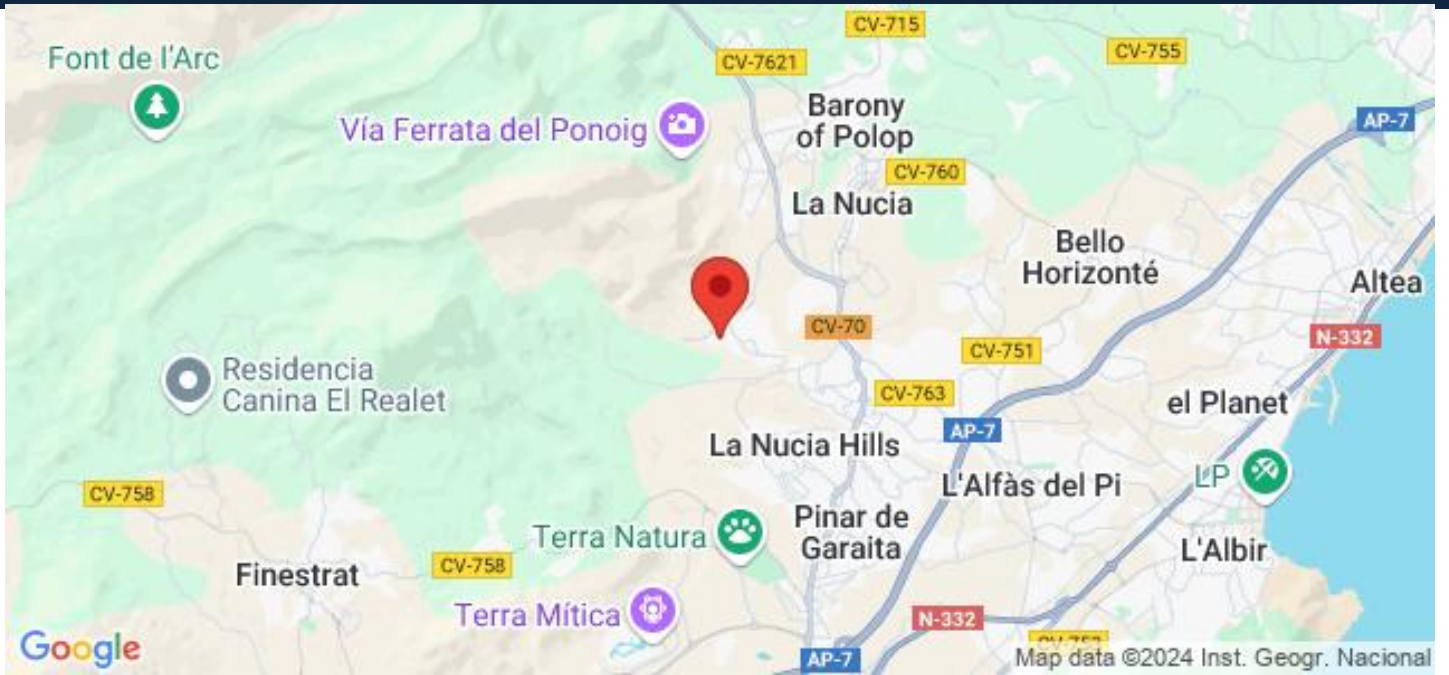 CV-715
Font de l'Arc
CV-7621
CV-755
Vía Ferrata del Ponoig
Barony
of Polop
AP-7
CV-760
La Nucia
Bello
Horizonté
Altea
CV-70
N-332
CV-751
Residencia
Canina El Realet
CV-763
el Planet
AP-7
La Nucia Hills
LP
L'Alfàs del Pi
CV-758
Terra Natura
Pinar de
Garaita
L'Albir
Finestrat
CV-758
Terra Mítica
N-332
Google
AP-7
Map data ©2024 Inst. Geogr. Nacional